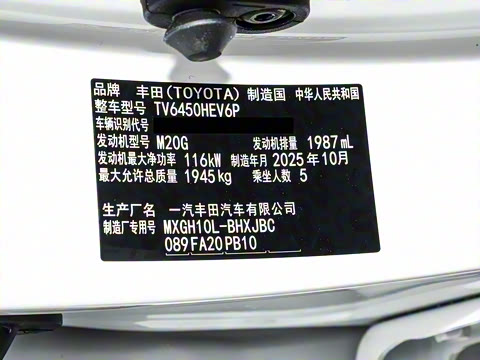 品牌 丰田(TOYOTA) 制造国 中华人民共和国
整车型号 TV6450HEV6P
车辆识别代号
发动机型号 M20G 发动机排量 1987mL
发动机最大净功率 116kW 制造年月 2025年10月
最大允许总质量 1945kg 乘坐人数 5
生产厂名 一汽丰田汽车有限公司
制造厂专用号 MXGH10L-BHXJBC
089FA20PB10